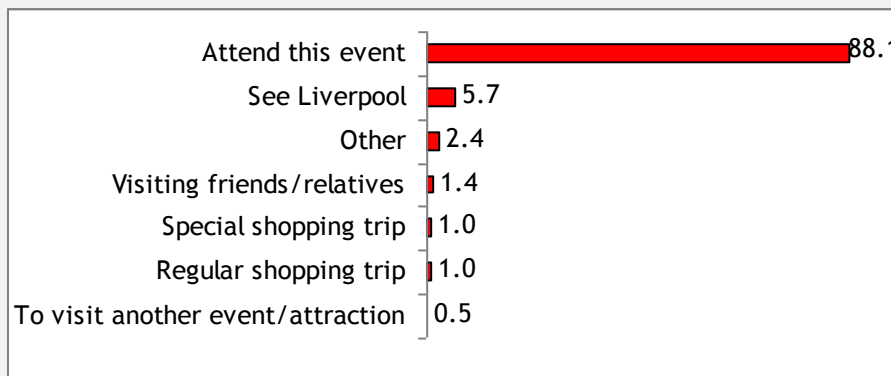 Attend this event 88.1
See Liverpool 5.7
Other 2.4
Visiting friends/relatives 1.4
Special shopping trip 1.0
Regular shopping trip 1.0
To visit another event/attraction 0.5